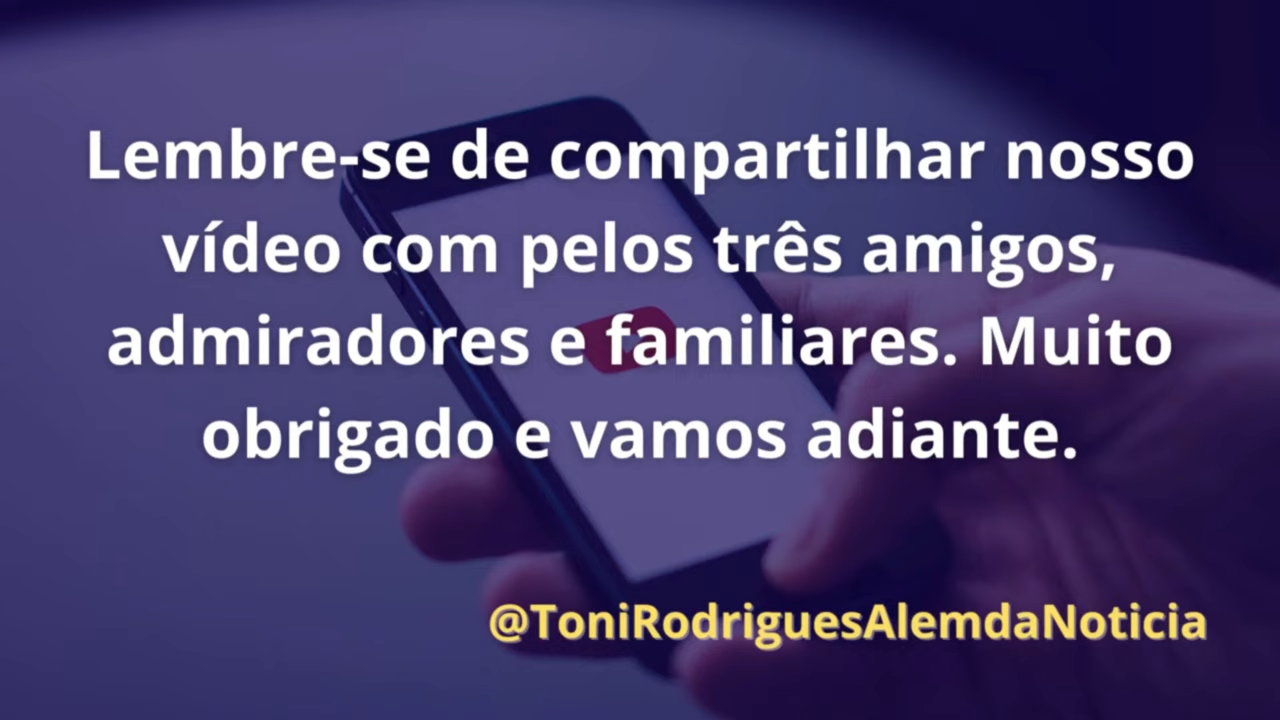 Lembre-se de compartilhar nosso
vídeo com pelos três amigos,
admiradores e familiares. Muito
obrigado e vamos adiante.
@ToniRodriguesAlemdaNoticia